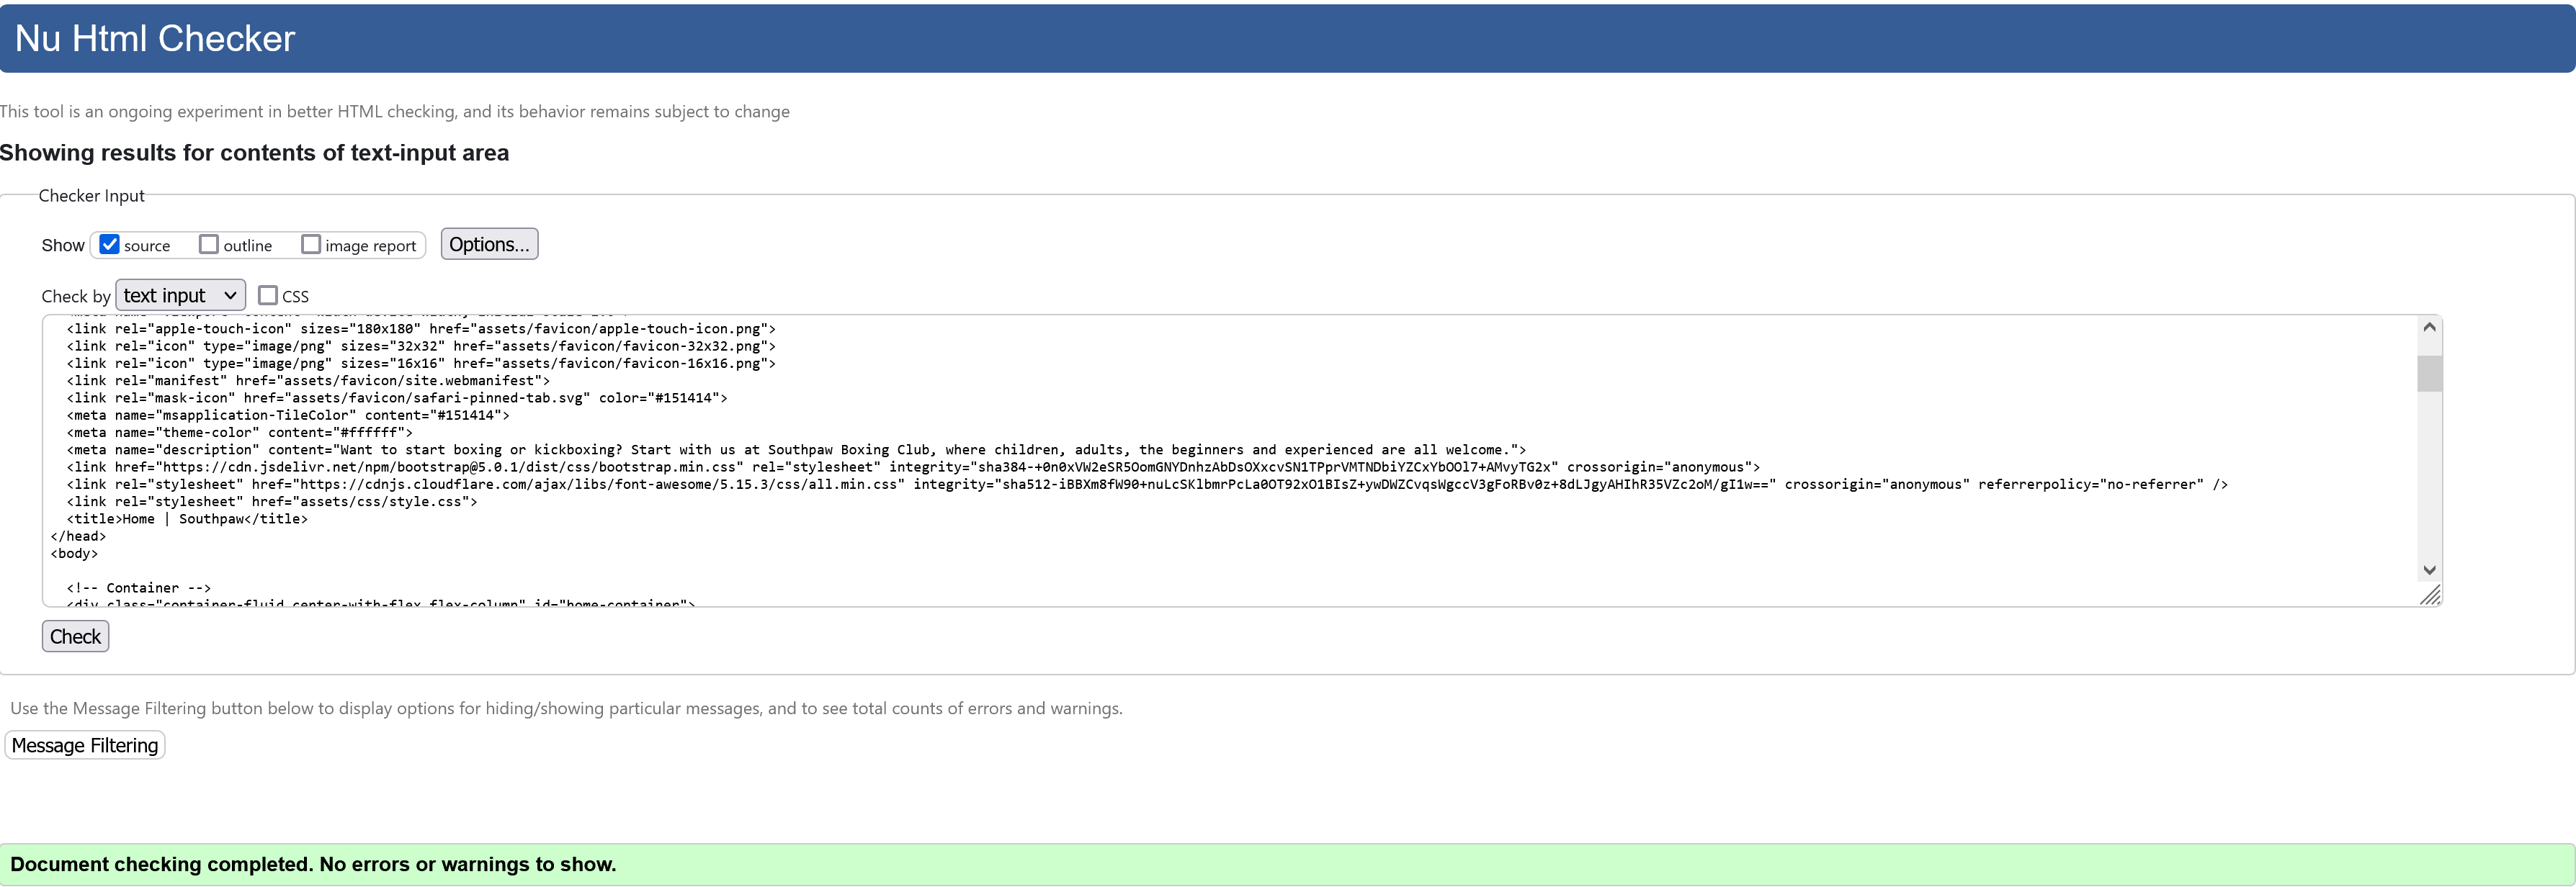 Nu Html Checker
This tool is an ongoing experiment in better HTML checking, and its behavior remains subject to change
Showing results for contents of text-input area
Checker Input
Show source outline image report Options...
Check by text input CSS
<link rel="apple-touch-icon" sizes="180x180" href="assets/favicon/apple-touch-icon.png">
<link rel="icon" type="image/png" sizes="32x32" href="assets/favicon/favicon-32x32.png">
<link rel="icon" type="image/png" sizes="16x16" href="assets/favicon/favicon-16x16.png">
<link rel="manifest" href="assets/favicon/site.webmanifest">
<link rel="mask-icon" href="assets/favicon/safari-pinned-tab.svg" color="#151414">
<meta name="msapplication-TileColor" content="#151414">
<meta name="theme-color" content="#ffffff">
<meta name="description" content="Want to start boxing or kickboxing? Start with us at Southpaw Boxing Club, where children, adults, the beginners and experienced are all welcome.">
<link href="https://cdn.jsdelivr.net/npm/bootstrap@5.0.1/dist/css/bootstrap.min.css" rel="stylesheet" integrity="sha384-+0n0xVW2eSR5OomGNYDnhzAbDsOXxcvSN1TPprVMTNDbiYZCxYbOOl7+AMvyTG2x" crossorigin="anonymous">
<link rel="stylesheet" href="https://cdnjs.cloudflare.com/ajax/libs/font-awesome/5.15.3/css/all.min.css" integrity="sha512-iBBXm8fW90+nuLcSKlbmrPcLa0OT92xO1BIsZ+ywDWZCvqsWgccV3gFoRBv0z+8dLJgyAHIhR35VZc2oM/gI1w==" crossorigin="anonymous" referrerpolicy="no-referrer" />
<link rel="stylesheet" href="assets/css/style.css">
<title>Home | Southpaw</title>
</head>
<body>
<!-- Container -->
<div class="container-fluid center-with-flex flex-column" id="home-container">
Check
Use the Message Filtering button below to display options for hiding/showing particular messages, and to see total counts of errors and warnings.
Message Filtering
Document checking completed. No errors or warnings to show.